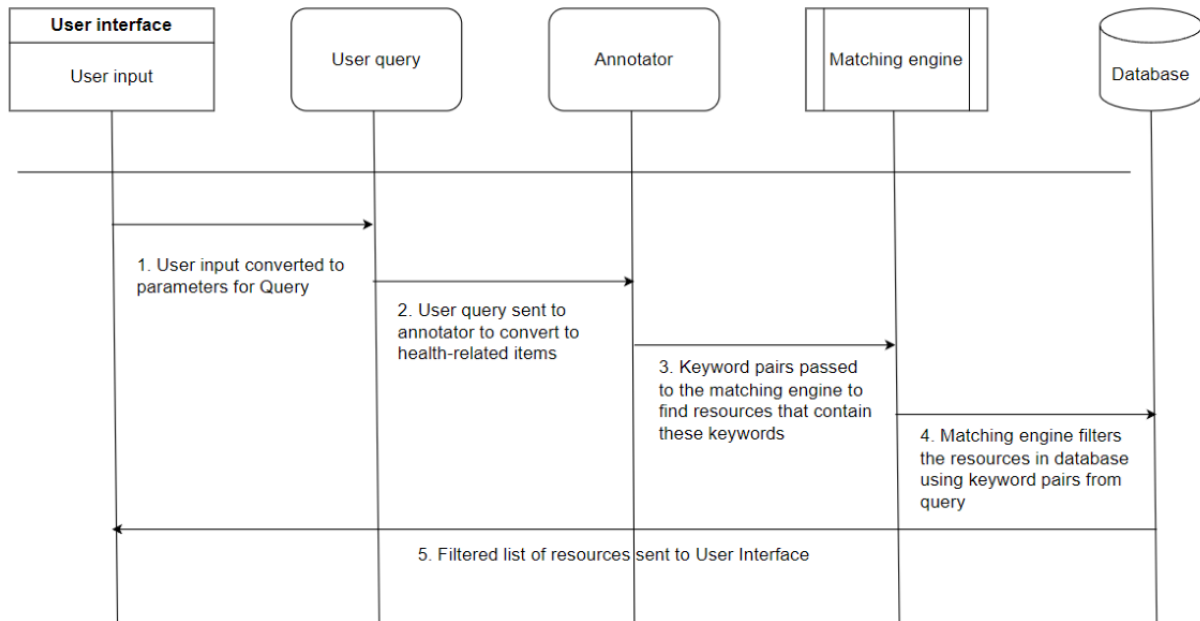 User interface
User input
User query
Annotator
Matching engine
Database
1. User input converted to
parameters for Query
2. User query sent to
annotator to convert to
health-related items
3. Keyword pairs passed
to the matching engine to
find resources that contain
these keywords
4. Matching engine filters
the resources in database
using keyword pairs from
query
5. Filtered list of resources sent to User Interface